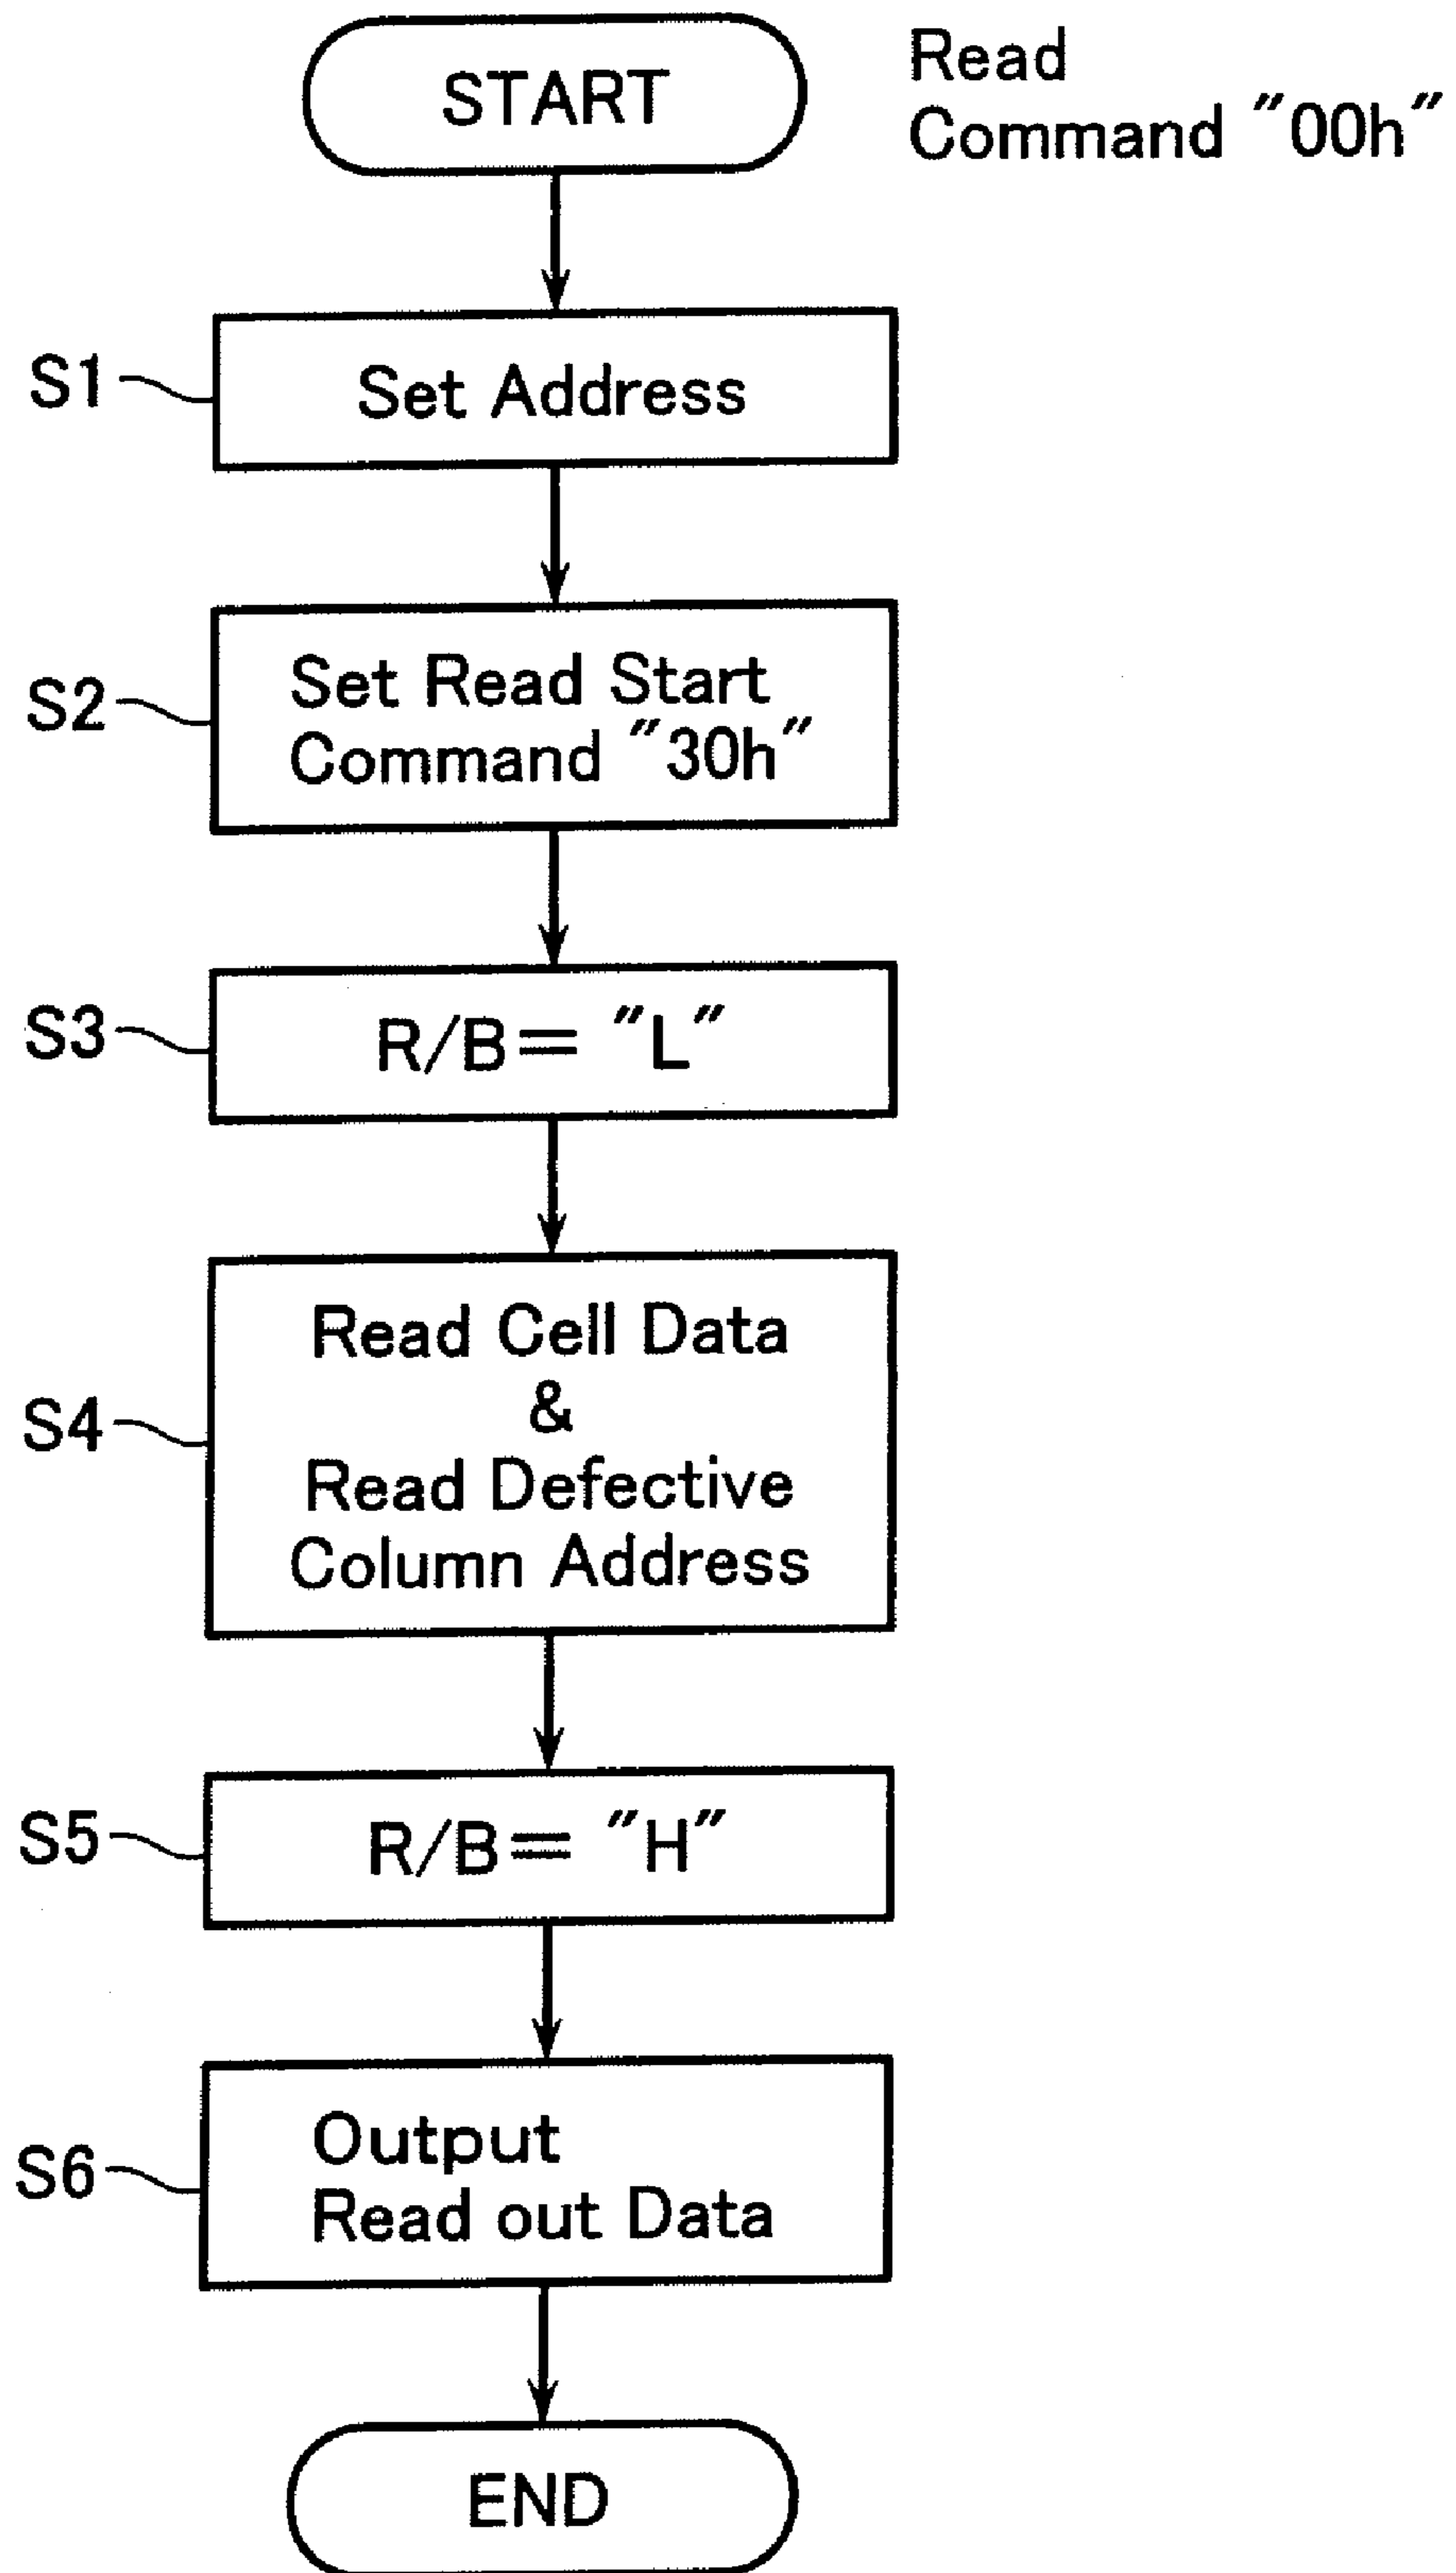 START
Read
Command "00h"
S1
Set Address
S2
Set Read Start
Command "30h"
S3
R/B= "L"
S4
Read Cell Data
&
Read Defective
Column Address
S5
R/B= "H"
S6
Output
Read out Data
END